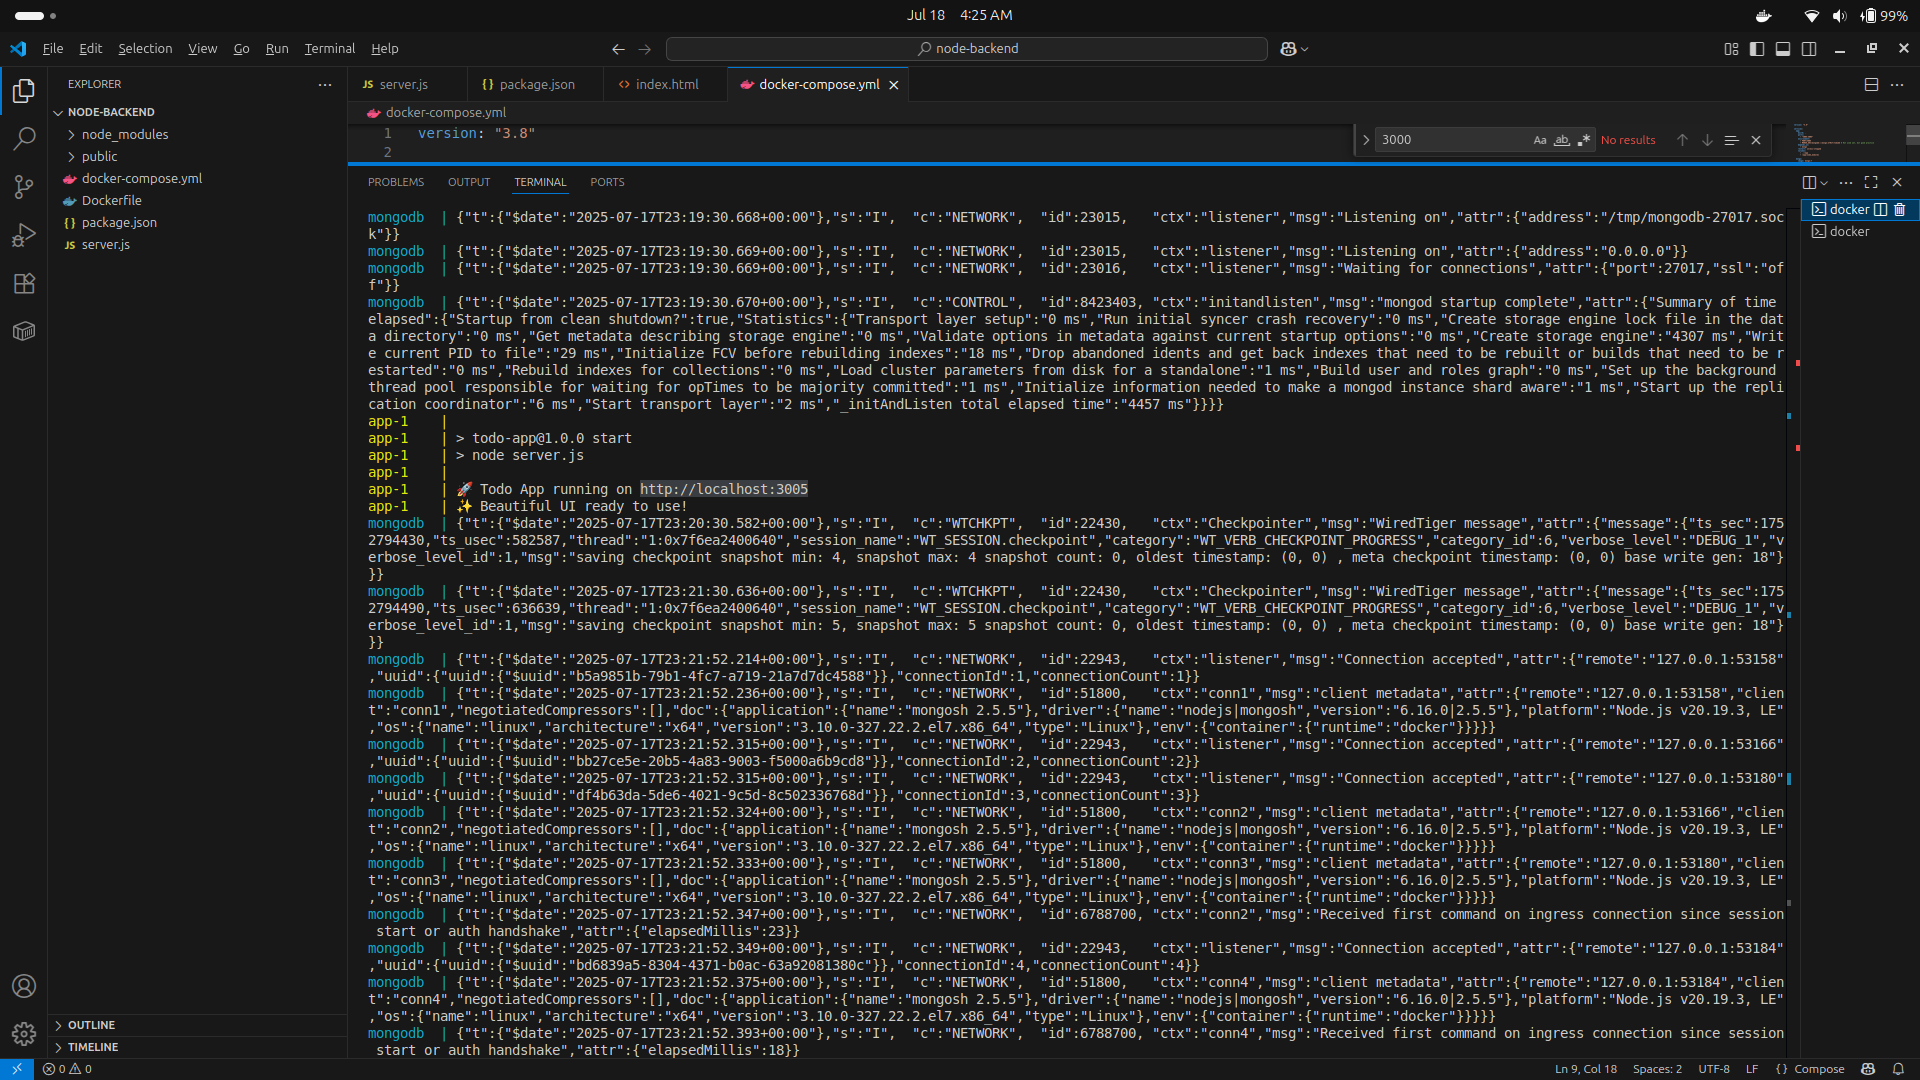 Jul 18 4:25 AM
99%
File Edit Selection View Go Run Terminal Help
node-backend
EXPLORER
server.js
package.json
index.html
docker-compose.yml
NODE-BACKEND
docker-compose.yml
node_modules
1 version: "3.8"
3000
Aa ab No results
2
public
docker-compose.yml
PROBLEMS OUTPUT TERMINAL PORTS
Dockerfile
docker
package.json
docker
server.js
mongodb | {"t":{"$date":"2025-07-17T23:19:30.668+00:00"},"s":"I", "c":"NETWORK", "id":23015, "ctx":"listener","msg":"Listening on","attr":{"address":"/tmp/mongodb-27017.soc
k"}}
mongodb | {"t":{"$date":"2025-07-17T23:19:30.669+00:00"},"s":"I", "c":"NETWORK", "id":23015, "ctx":"listener","msg":"Listening on","attr":{"address":"0.0.0.0"}}
mongodb | {"t":{"$date":"2025-07-17T23:19:30.669+00:00"},"s":"I", "c":"NETWORK", "id":23016, "ctx":"listener","msg":"Waiting for connections","attr":{"port":27017,"ssl":"of
f"}}
mongodb | {"t":{"$date":"2025-07-17T23:19:30.670+00:00"},"s":"I", "c":"CONTROL", "id":8423403, "ctx":"initandlisten","msg":"mongod startup complete","attr":{"Summary of time
elapsed":{"Startup from clean shutdown?":true,"Statistics":{"Transport layer setup":"0 ms","Run initial syncer crash recovery":"0 ms","Create storage engine lock file in the dat
a directory":"0 ms","Get metadata describing storage engine":"0 ms","Validate options in metadata against current startup options":"0 ms","Create storage engine":"4307 ms","Writ
e current PID to file":"29 ms","Initialize FCV before rebuilding indexes":"18 ms","Drop abandoned idents and get back indexes that need to be rebuilt or builds that need to be r
estarted":"0 ms","Rebuild indexes for collections":"0 ms","Load cluster parameters from disk for a standalone":"1 ms","Build user and roles graph":"0 ms","Set up the background
thread pool responsible for waiting for opTimes to be majority committed":"1 ms","Initialize information needed to make a mongod instance shard aware":"1 ms","Start up the repli
cation coordinator":"6 ms","Start transport layer":"2 ms","_initAndListen total elapsed time":"4457 ms"}}}}
app-1 |
app-1 | > todo-app@1.0.0 start
app-1 | > node server.js
app-1 |
app-1 | 🚀 Todo App running on http://localhost:3005
app-1 | ✨ Beautiful UI ready to use!
mongodb | {"t":{"$date":"2025-07-17T23:20:30.582+00:00"},"s":"I", "c":"WTCHKPT", "id":22430, "ctx":"Checkpointer","msg":"WiredTiger message","attr":{"message":{"ts_sec":175
2794430,"ts_usec":582587,"thread":"1:0x7f6ea2400640","session_name":"WT_SESSION.checkpoint","category":"WT_VERB_CHECKPOINT_PROGRESS","category_id":6,"verbose_level":"DEBUG_1","v
erbose_level_id":1,"msg":"saving checkpoint snapshot min: 4, snapshot max: 4 snapshot count: 0, oldest timestamp: (0, 0) , meta checkpoint timestamp: (0, 0) base write gen: 18"}
}}
mongodb | {"t":{"$date":"2025-07-17T23:21:30.636+00:00"},"s":"I", "c":"WTCHKPT", "id":22430, "ctx":"Checkpointer","msg":"WiredTiger message","attr":{"message":{"ts_sec":175
2794490,"ts_usec":636639,"thread":"1:0x7f6ea2400640","session_name":"WT_SESSION.checkpoint","category":"WT_VERB_CHECKPOINT_PROGRESS","category_id":6,"verbose_level":"DEBUG_1","v
erbose_level_id":1,"msg":"saving checkpoint snapshot min: 5, snapshot max: 5 snapshot count: 0, oldest timestamp: (0, 0) , meta checkpoint timestamp: (0, 0) base write gen: 18"}
}}
mongodb | {"t":{"$date":"2025-07-17T23:21:52.214+00:00"},"s":"I", "c":"NETWORK", "id":22943, "ctx":"listener","msg":"Connection accepted","attr":{"remote":"127.0.0.1:53158"
,"uuid":{"uuid":{"$uuid":"b5a9851b-79b1-4fc7-a719-21a7d7dc4588"}},"connectionId":1,"connectionCount":1}}
mongodb | {"t":{"$date":"2025-07-17T23:21:52.236+00:00"},"s":"I", "c":"NETWORK", "id":51800, "ctx":"conn1","msg":"client metadata","attr":{"remote":"127.0.0.1:53158","clien
t":"conn1","negotiatedCompressors":[],"doc":{"application":{"name":"mongosh 2.5.5"},"driver":{"name":"nodejs|mongosh","version":"6.16.0|2.5.5"},"platform":"Node.js v20.19.3, LE"
,"os":{"name":"linux","architecture":"x64","version":"3.10.0-327.22.2.el7.x86_64","type":"Linux"},"env":{"container":{"runtime":"docker"}}}}}
mongodb | {"t":{"$date":"2025-07-17T23:21:52.315+00:00"},"s":"I", "c":"NETWORK", "id":22943, "ctx":"listener","msg":"Connection accepted","attr":{"remote":"127.0.0.1:53166"
,"uuid":{"uuid":{"$uuid":"bb27ce5e-20b5-4a83-9003-f5000a6b9cd8"}},"connectionId":2,"connectionCount":2}}
mongodb | {"t":{"$date":"2025-07-17T23:21:52.315+00:00"},"s":"I", "c":"NETWORK", "id":22943, "ctx":"listener","msg":"Connection accepted","attr":{"remote":"127.0.0.1:53180"
,"uuid":{"uuid":{"$uuid":"df4b63da-5de6-4021-9c5d-8c502336768d"}},"connectionId":3,"connectionCount":3}}
mongodb | {"t":{"$date":"2025-07-17T23:21:52.324+00:00"},"s":"I", "c":"NETWORK", "id":51800, "ctx":"conn2","msg":"client metadata","attr":{"remote":"127.0.0.1:53166","clien
t":"conn2","negotiatedCompressors":[],"doc":{"application":{"name":"mongosh 2.5.5"},"driver":{"name":"nodejs|mongosh","version":"6.16.0|2.5.5"},"platform":"Node.js v20.19.3, LE"
,"os":{"name":"linux","architecture":"x64","version":"3.10.0-327.22.2.el7.x86_64","type":"Linux"},"env":{"container":{"runtime":"docker"}}}}}
mongodb | {"t":{"$date":"2025-07-17T23:21:52.333+00:00"},"s":"I", "c":"NETWORK", "id":51800, "ctx":"conn3","msg":"client metadata","attr":{"remote":"127.0.0.1:53180","clien
t":"conn3","negotiatedCompressors":[],"doc":{"application":{"name":"mongosh 2.5.5"},"driver":{"name":"nodejs|mongosh","version":"6.16.0|2.5.5"},"platform":"Node.js v20.19.3, LE"
,"os":{"name":"linux","architecture":"x64","version":"3.10.0-327.22.2.el7.x86_64","type":"Linux"},"env":{"container":{"runtime":"docker"}}}}}
mongodb | {"t":{"$date":"2025-07-17T23:21:52.347+00:00"},"s":"I", "c":"NETWORK", "id":6788700, "ctx":"conn2","msg":"Received first command on ingress connection since session
start or auth handshake","attr":{"elapsedMillis":23}}
mongodb | {"t":{"$date":"2025-07-17T23:21:52.349+00:00"},"s":"I", "c":"NETWORK", "id":22943, "ctx":"listener","msg":"Connection accepted","attr":{"remote":"127.0.0.1:53184"
,"uuid":{"uuid":{"$uuid":"bd6839a5-8304-4371-b0ac-63a92081380c"}},"connectionId":4,"connectionCount":4}}
mongodb | {"t":{"$date":"2025-07-17T23:21:52.375+00:00"},"s":"I", "c":"NETWORK", "id":51800, "ctx":"conn4","msg":"client metadata","attr":{"remote":"127.0.0.1:53184","clien
t":"conn4","negotiatedCompressors":[],"doc":{"application":{"name":"mongosh 2.5.5"},"driver":{"name":"nodejs|mongosh","version":"6.16.0|2.5.5"},"platform":"Node.js v20.19.3, LE"
,"os":{"name":"linux","architecture":"x64","version":"3.10.0-327.22.2.el7.x86_64","type":"Linux"},"env":{"container":{"runtime":"docker"}}}}}
mongodb | {"t":{"$date":"2025-07-17T23:21:52.393+00:00"},"s":"I", "c":"NETWORK", "id":6788700, "ctx":"conn4","msg":"Received first command on ingress connection since session
start or auth handshake","attr":{"elapsedMillis":18}}
OUTLINE
TIMELINE
0 0
Ln 9, Col 18 Spaces: 2 UTF-8 LF {} Compose